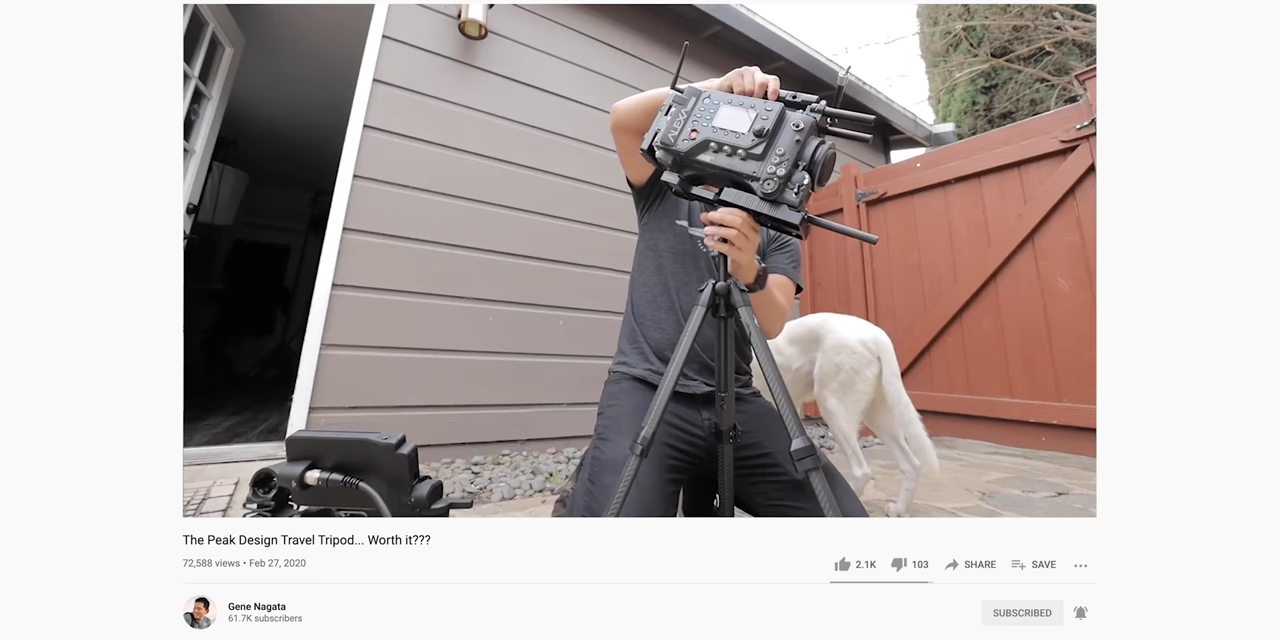 ALEXA
The Peak Design Travel Tripod... Worth it???
72,588 views • Feb 27, 2020
2.1K 103 SHARE SAVE
Gene Nagata
61.7K subscribers
SUBSCRIBED